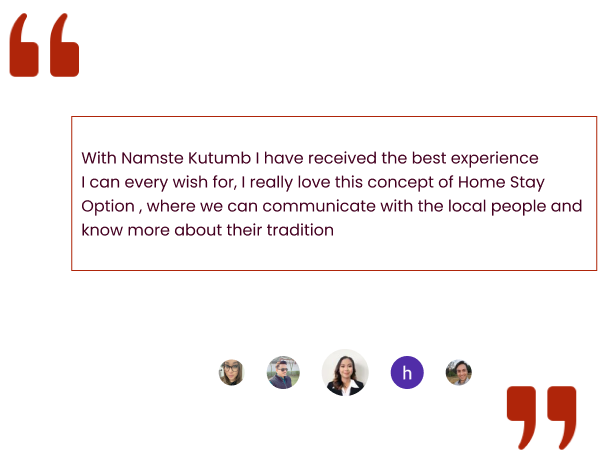 “
With Namste Kutumb I have received the best experience
I can every wish for, I really love this concept of Home Stay
Option , where we can communicate with the local people and
know more about their tradition
h
”